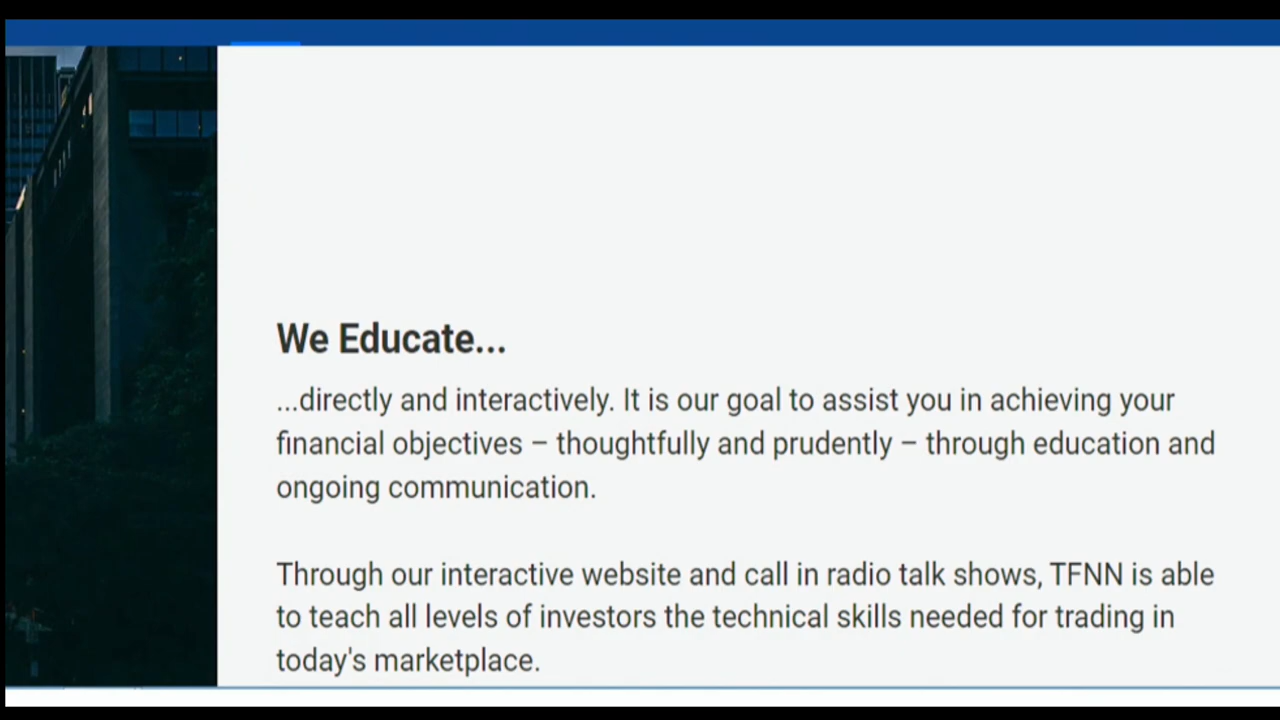 We Educate...
...directly and interactively. It is our goal to assist you in achieving your
financial objectives – thoughtfully and prudently – through education and
ongoing communication.
Through our interactive website and call in radio talk shows, TFNN is able
to teach all levels of investors the technical skills needed for trading in
today's marketplace.